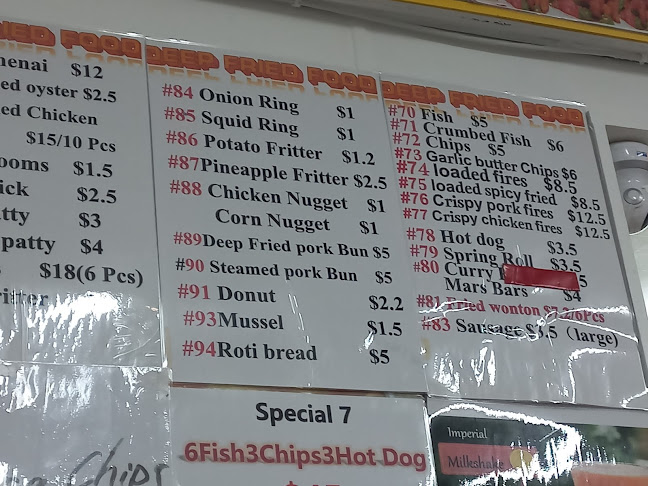 FRIED FOOD
$12
ed oyster $2.5
ed Chicken
$15/10 Pcs
ooms $1.5
ick $2.5
tty $3
patty $4
$18(6 Pcs)
DEEP FRIED FOOD
#84 Onion Ring $1
#85 Squid Ring $1
#86 Potato Fritter $1.2
#87Pineapple Fritter $2.5
#88 Chicken Nugget $1
Corn Nugget $1
#89Deep Fried pork Bun $5
#90 Steamed pork Bun $5
#91 Donut $2.2
#93Mussel $1.5
#94Roti bread $5
DEEP FRIED FOOD
#70 Fish $5
#71 Crumbed Fish $6
#72 Chips $5
#73 Garlic butter Chips $6
#74 loaded fires $8.5
#75 loaded spicy fried $8.5
#76 Crispy pork fires $12.5
#77 Crispy chicken fires $12.5
#78 Hot dog $3.5
#79 Spring Roll $3.5
#80 Curry 5
Mars Bars $4
#81 Fried wonton
#83 Sausage $3.5 (large)
Chips
Special 7
6Fish3Chips3Hot Dog
Imperial
Milkshake